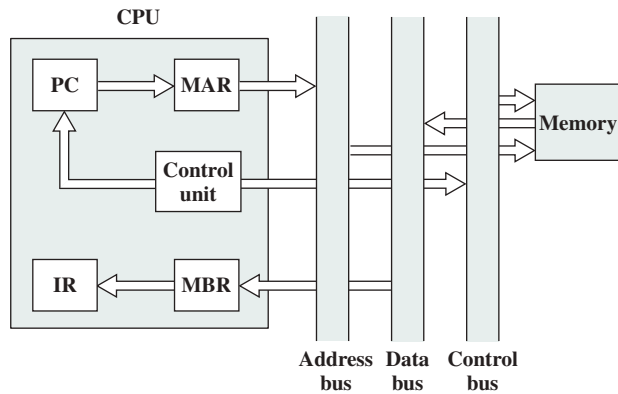 CPU
PC
MAR
Memory
Control
unit
IR
MBR
Address
bus
Data
bus
Control
bus